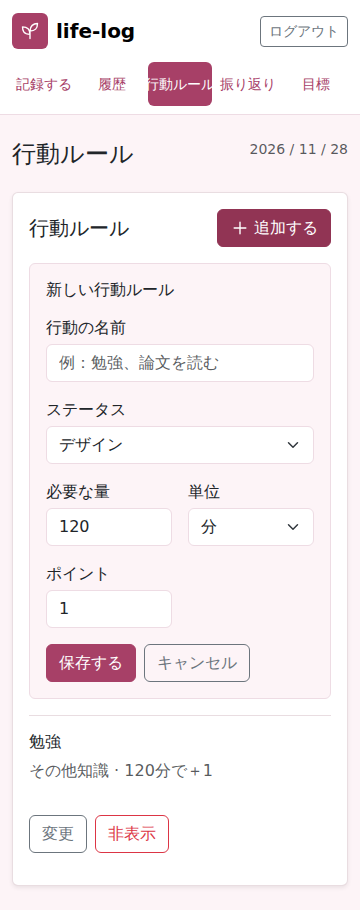 life-log
ログアウト
記録する 履歴 行動ルール 振り返り 目標
行動ルール
2026 / 11 / 28
行動ルール
追加する
新しい行動ルール
行動の名前
例：勉強、論文を読む
ステータス
デザイン
必要な量 単位
120 分
ポイント
1
保存する キャンセル
勉強
その他知識・120分で＋1
変更 非表示